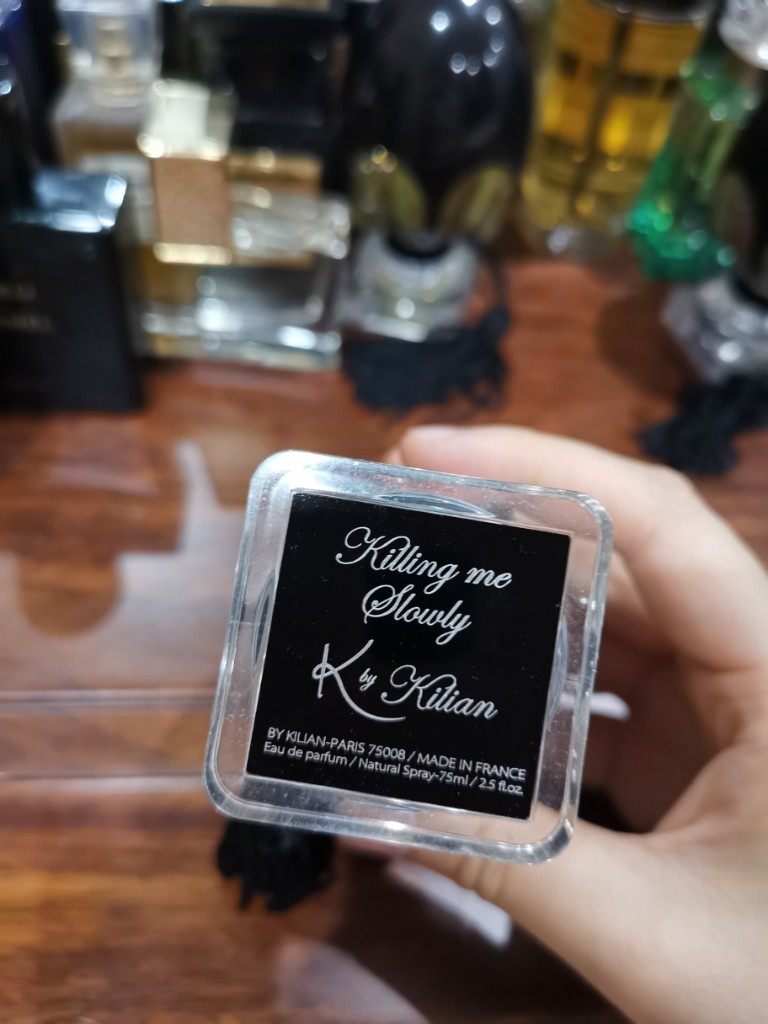 Killing me
Slowly
K by Kilian
BY KILIAN-PARIS 75008 / MADE IN FRANCE
Eau de parfum / Natural Spray-75ml / 2.5 fl.oz.